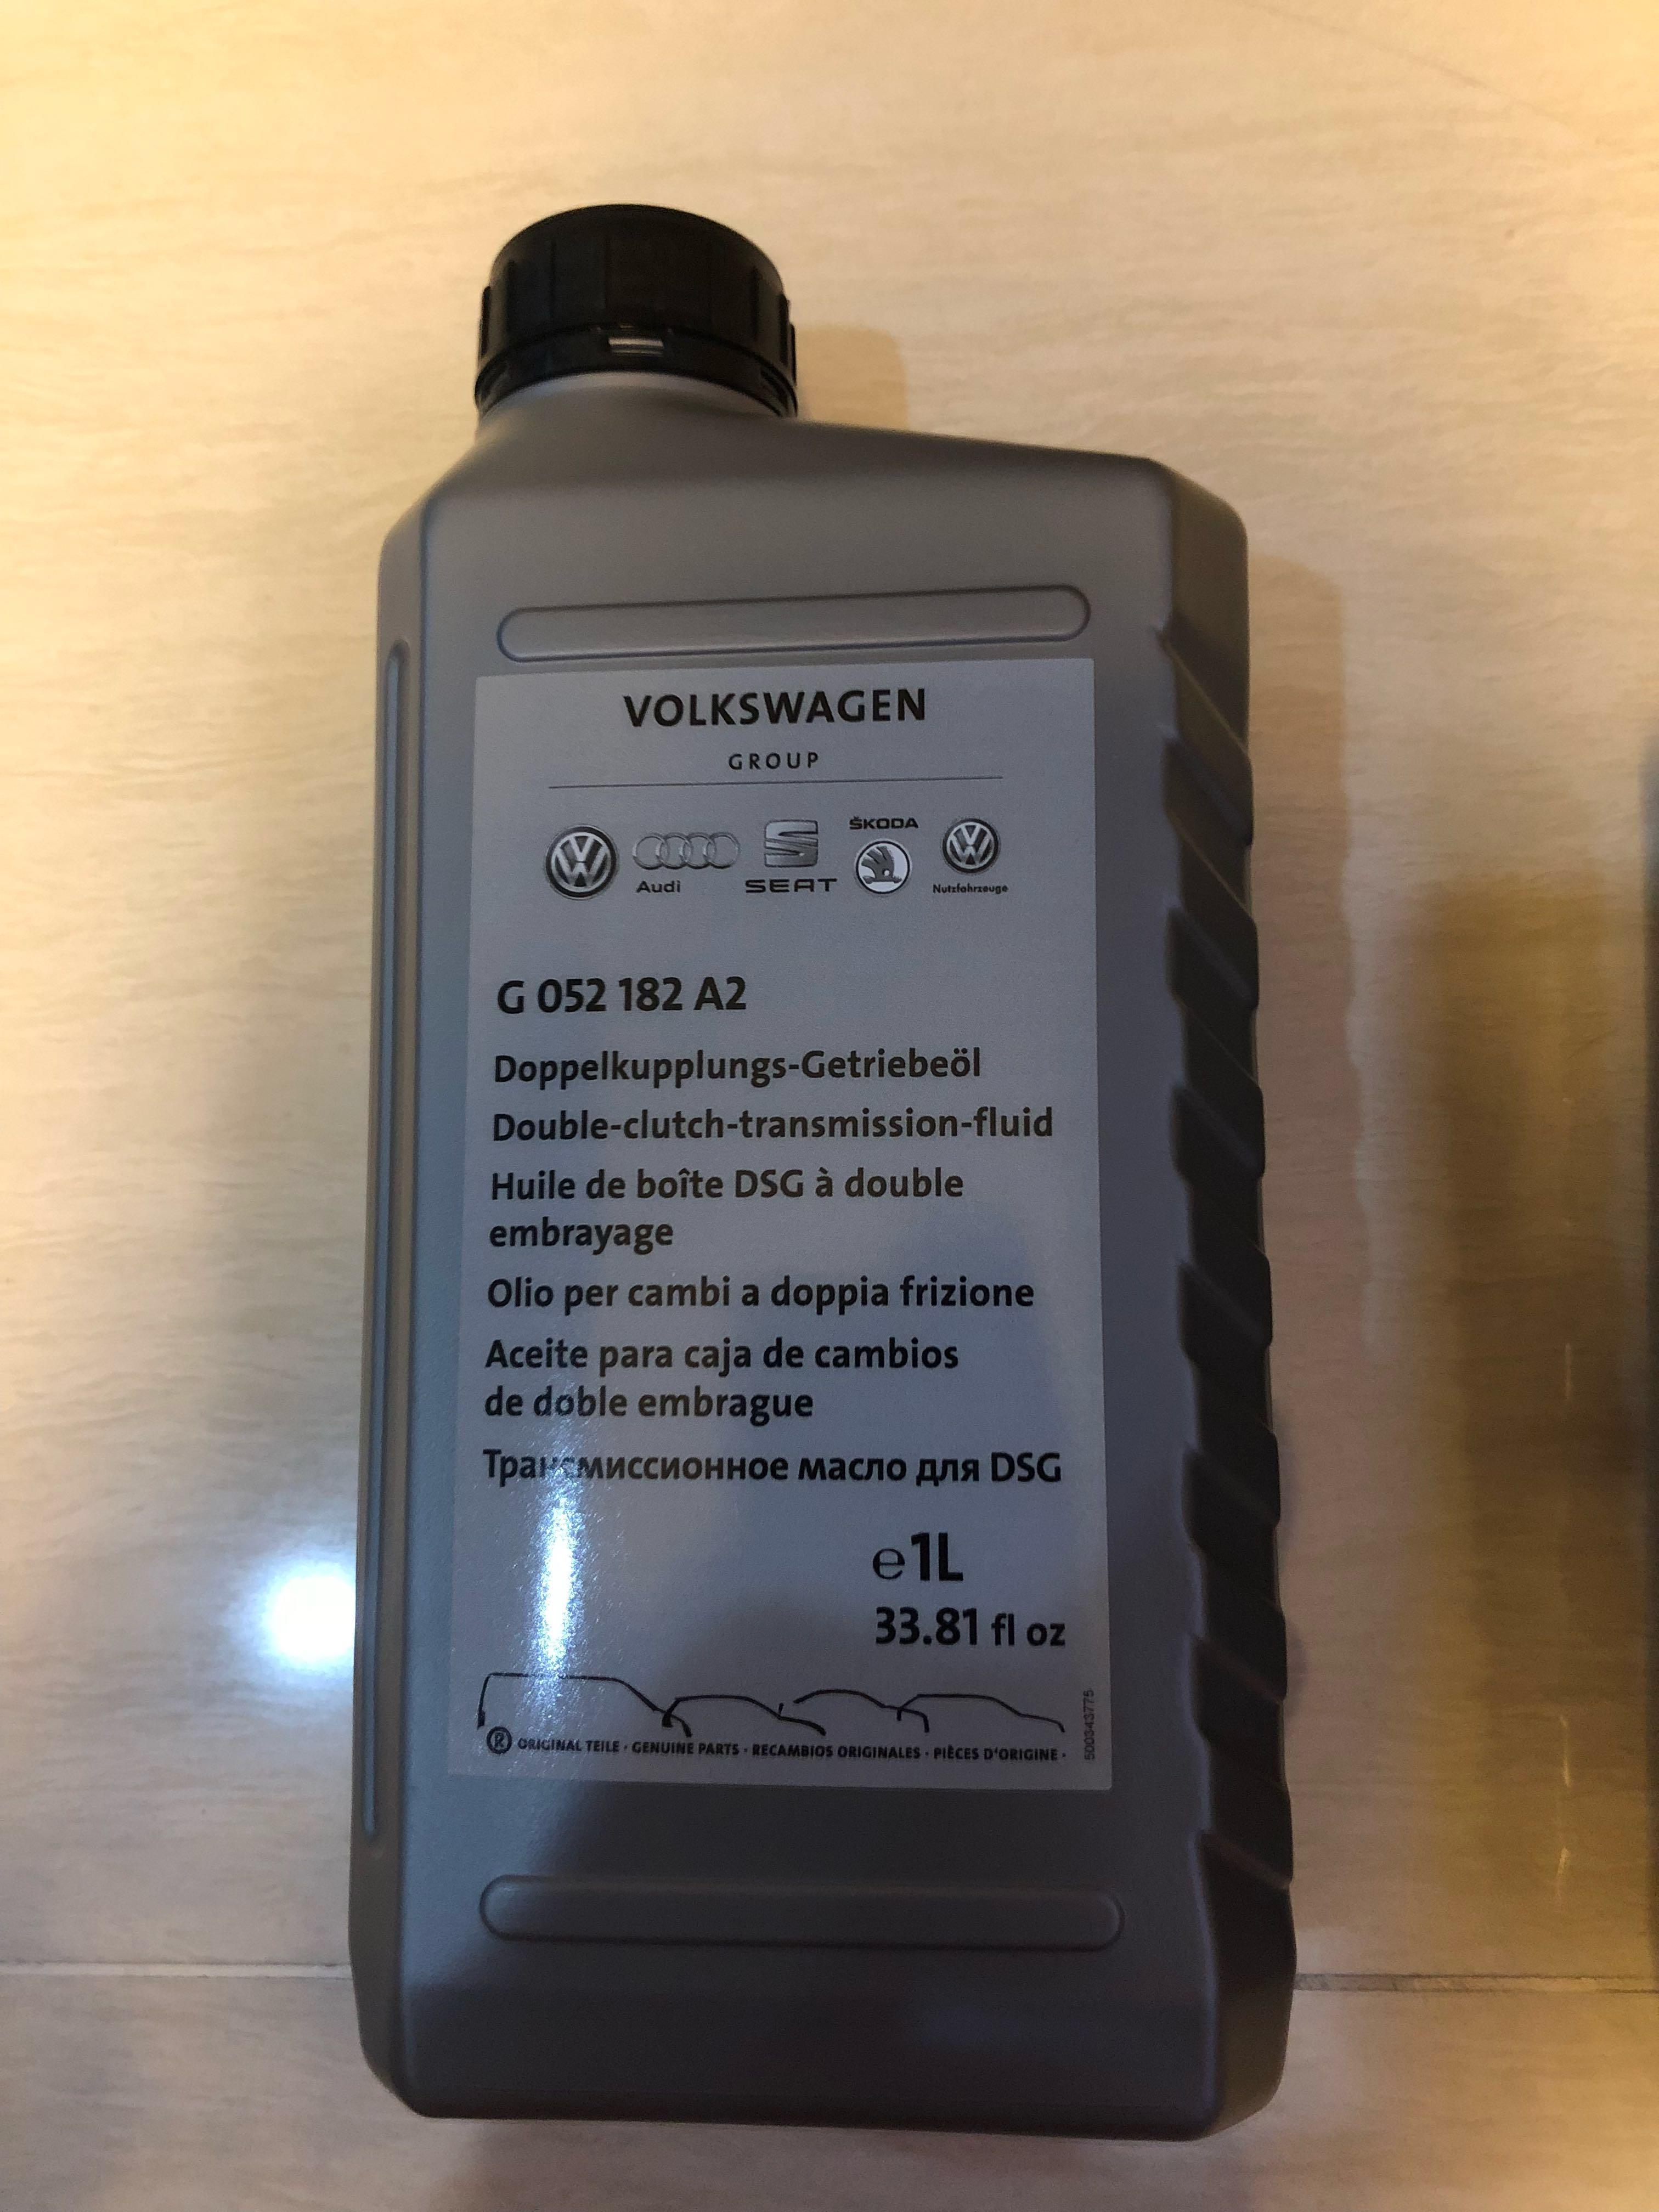 VOLKSWAGEN
GROUP
Audi
SEAT
ŠKODA
Nutzfahrzeuge
G 052 182 A2
Doppelkupplungs-Getriebeöl
Double-clutch-transmission-fluid
Huile de boîte DSG à double
embrayage
Olio per cambi a doppia frizione
Aceite para caja de cambios
de doble embrague
Трансмиссионное масло для DSG
℮1L
33.81 fl oz
® ORIGINAL TEILE · GENUINE PARTS · RECAMBIOS ORIGINALES · PIÈCES D'ORIGINE ·
500343775